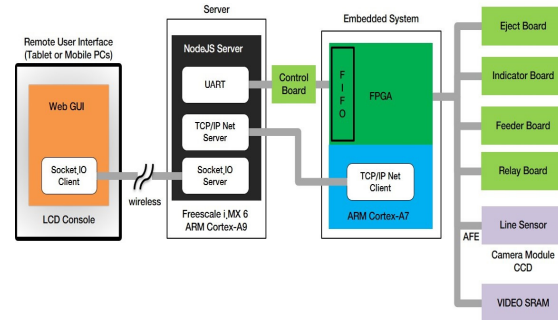 Server
Embedded System
Remote User Interface
(Tablet or Mobile PCs)
NodeJS Server
UART
Control
Board
F
I
F
O
FPGA
Web GUI
TCP/IP Net
Server
Socket,IO
Client
wireless
Socket,IO
Server
TCP/IP Net
Client
LCD Console
Freescale i,MX 6
ARM Cortex-A9
ARM Cortex-A7
Eject Board
Indicator Board
Feeder Board
Relay Board
AFE
Line Sensor
Camera Module
CCD
VIDEO SRAM